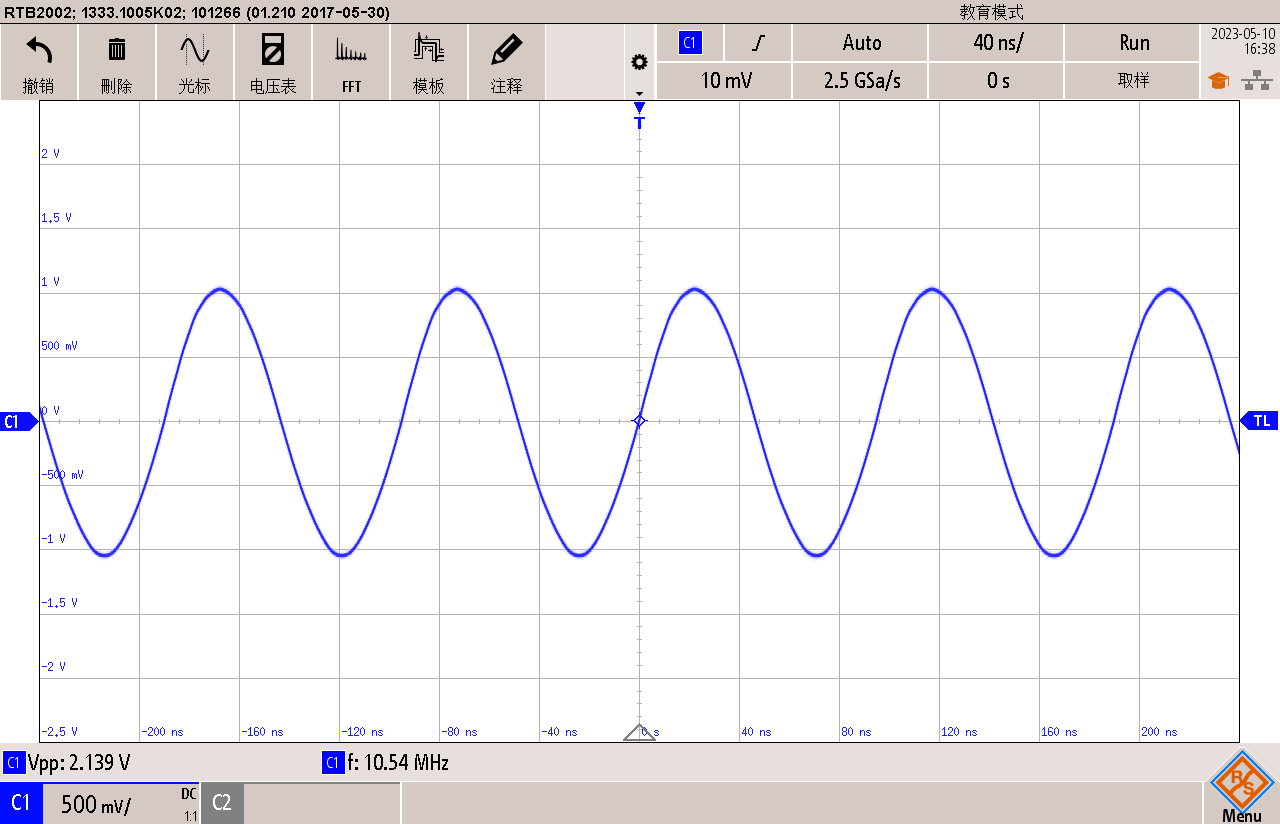 RTB2002; 1333.1005K02; 101266 (01.210 2017-05-30)
教育模式
撤销
刪除
光标
电压表
FFT
模板
注释
C1
Auto
40 ns/
Run
10 mV
2.5 GSa/s
0 s
取样
2023-05-10
16:38
T
2 V
1.5 V
1 V
500 mV
C1
0 V
TL
-500 mV
-1 V
-1.5 V
-2 V
-2.5 V
-200 ns
-160 ns
-120 ns
-80 ns
-40 ns
0 s
40 ns
80 ns
120 ns
160 ns
200 ns
C1 Vpp: 2.139 V
C1 f: 10.54 MHz
C1
500 mV/
DC
1:1
C2
R S
Menu